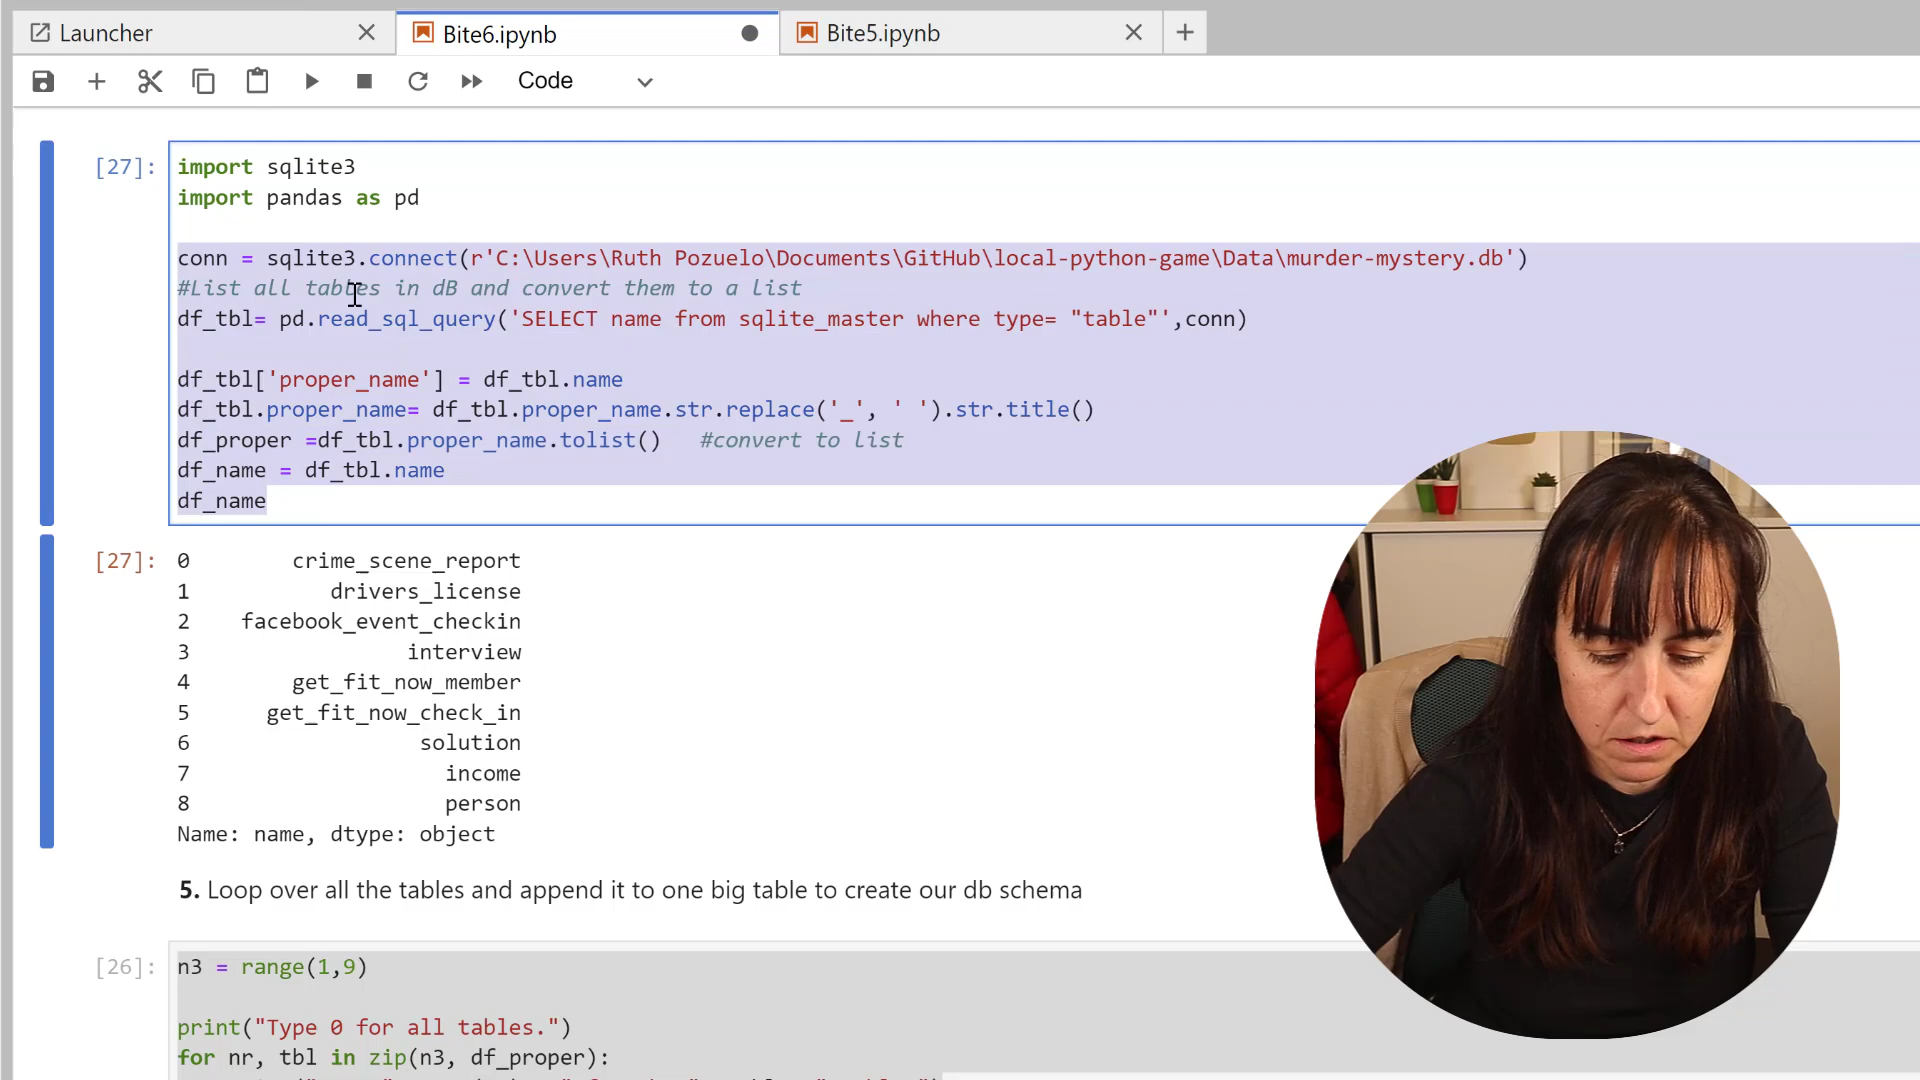 Launcher
Bite6.ipynb
Bite5.ipynb
Code
[27]:
import sqlite3
import pandas as pd
conn = sqlite3.connect(r'C:\Users\Ruth Pozuelo\Documents\GitHub\local-python-game\Data\murder-mystery.db')
#List all tables in dB and convert them to a list
df_tbl= pd.read_sql_query('SELECT name from sqlite_master where type= "table"',conn)
df_tbl['proper_name'] = df_tbl.name
df_tbl.proper_name= df_tbl.proper_name.str.replace('_', ' ').str.title()
df_proper =df_tbl.proper_name.tolist()   #convert to list
df_name = df_tbl.name
df_name
[27]:
0 crime_scene_report
1 drivers_license
2 facebook_event_checkin
3 interview
4 get_fit_now_member
5 get_fit_now_check_in
6 solution
7 income
8 person
Name: name, dtype: object
5. Loop over all the tables and append it to one big table to create our db schema
[26]:
n3 = range(1,9)
print("Type 0 for all tables.")
for nr, tbl in zip(n3, df_proper):